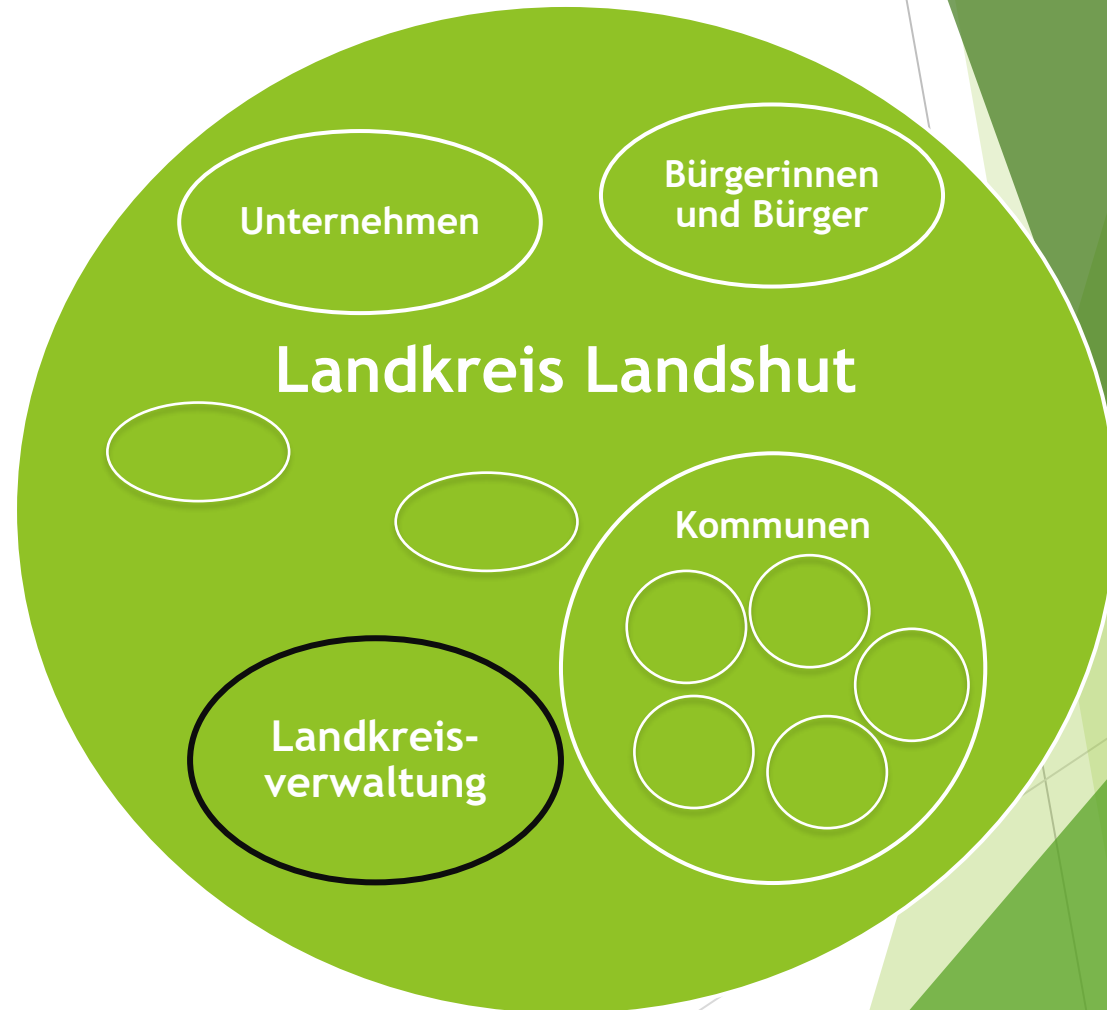 Unternehmen
Bürgerinnen
und Bürger
Landkreis Landshut
Kommunen
Landkreis-
verwaltung